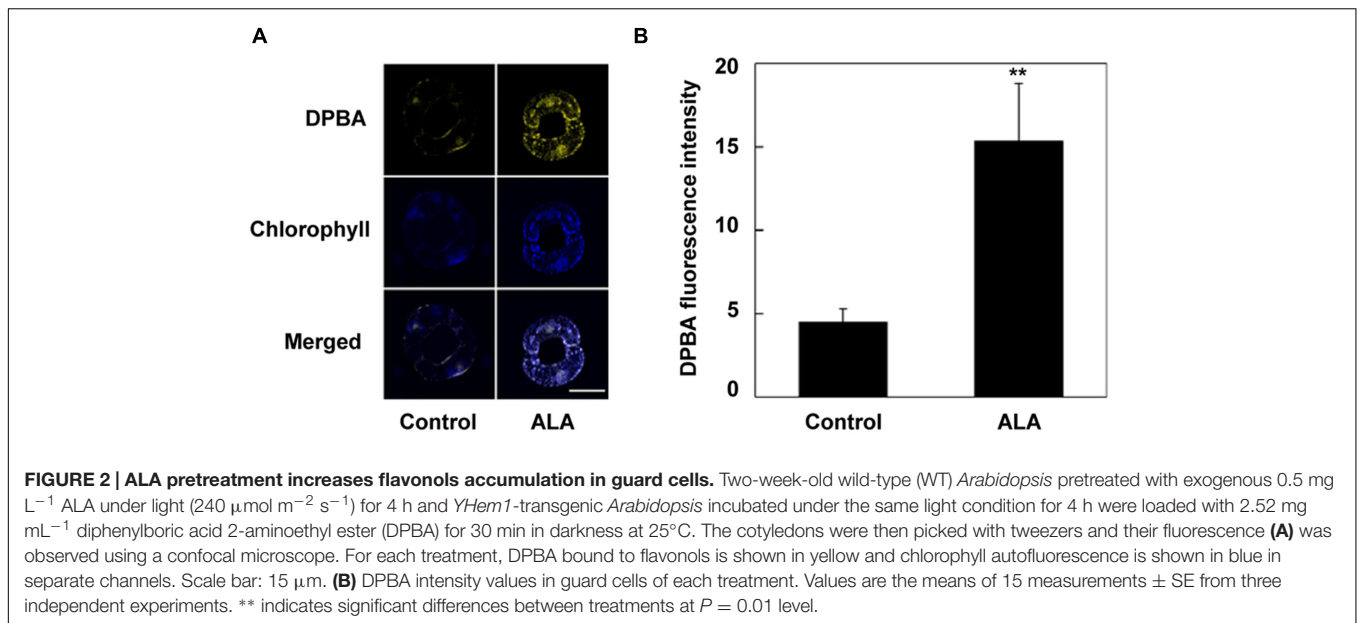 A
B
DPBA
Chlorophyll
Merged
Control
ALA
DPBA fluorescence intensity
20
15
10
5
0
**
Control
ALA
FIGURE 2 | ALA pretreatment increases flavonols accumulation in guard cells. Two-week-old wild-type (WT) Arabidopsis pretreated with exogenous 0.5 mg
L⁻¹ ALA under light (240 μmol m⁻² s⁻¹) for 4 h and YHem1-transgenic Arabidopsis incubated under the same light condition for 4 h were loaded with 2.52 mg
mL⁻¹ diphenylboric acid 2-aminoethyl ester (DPBA) for 30 min in darkness at 25°C. The cotyledons were then picked with tweezers and their fluorescence (A) was
observed using a confocal microscope. For each treatment, DPBA bound to flavonols is shown in yellow and chlorophyll autofluorescence is shown in blue in
separate channels. Scale bar: 15 μm. (B) DPBA intensity values in guard cells of each treatment. Values are the means of 15 measurements ± SE from three
independent experiments. ** indicates significant differences between treatments at P = 0.01 level.